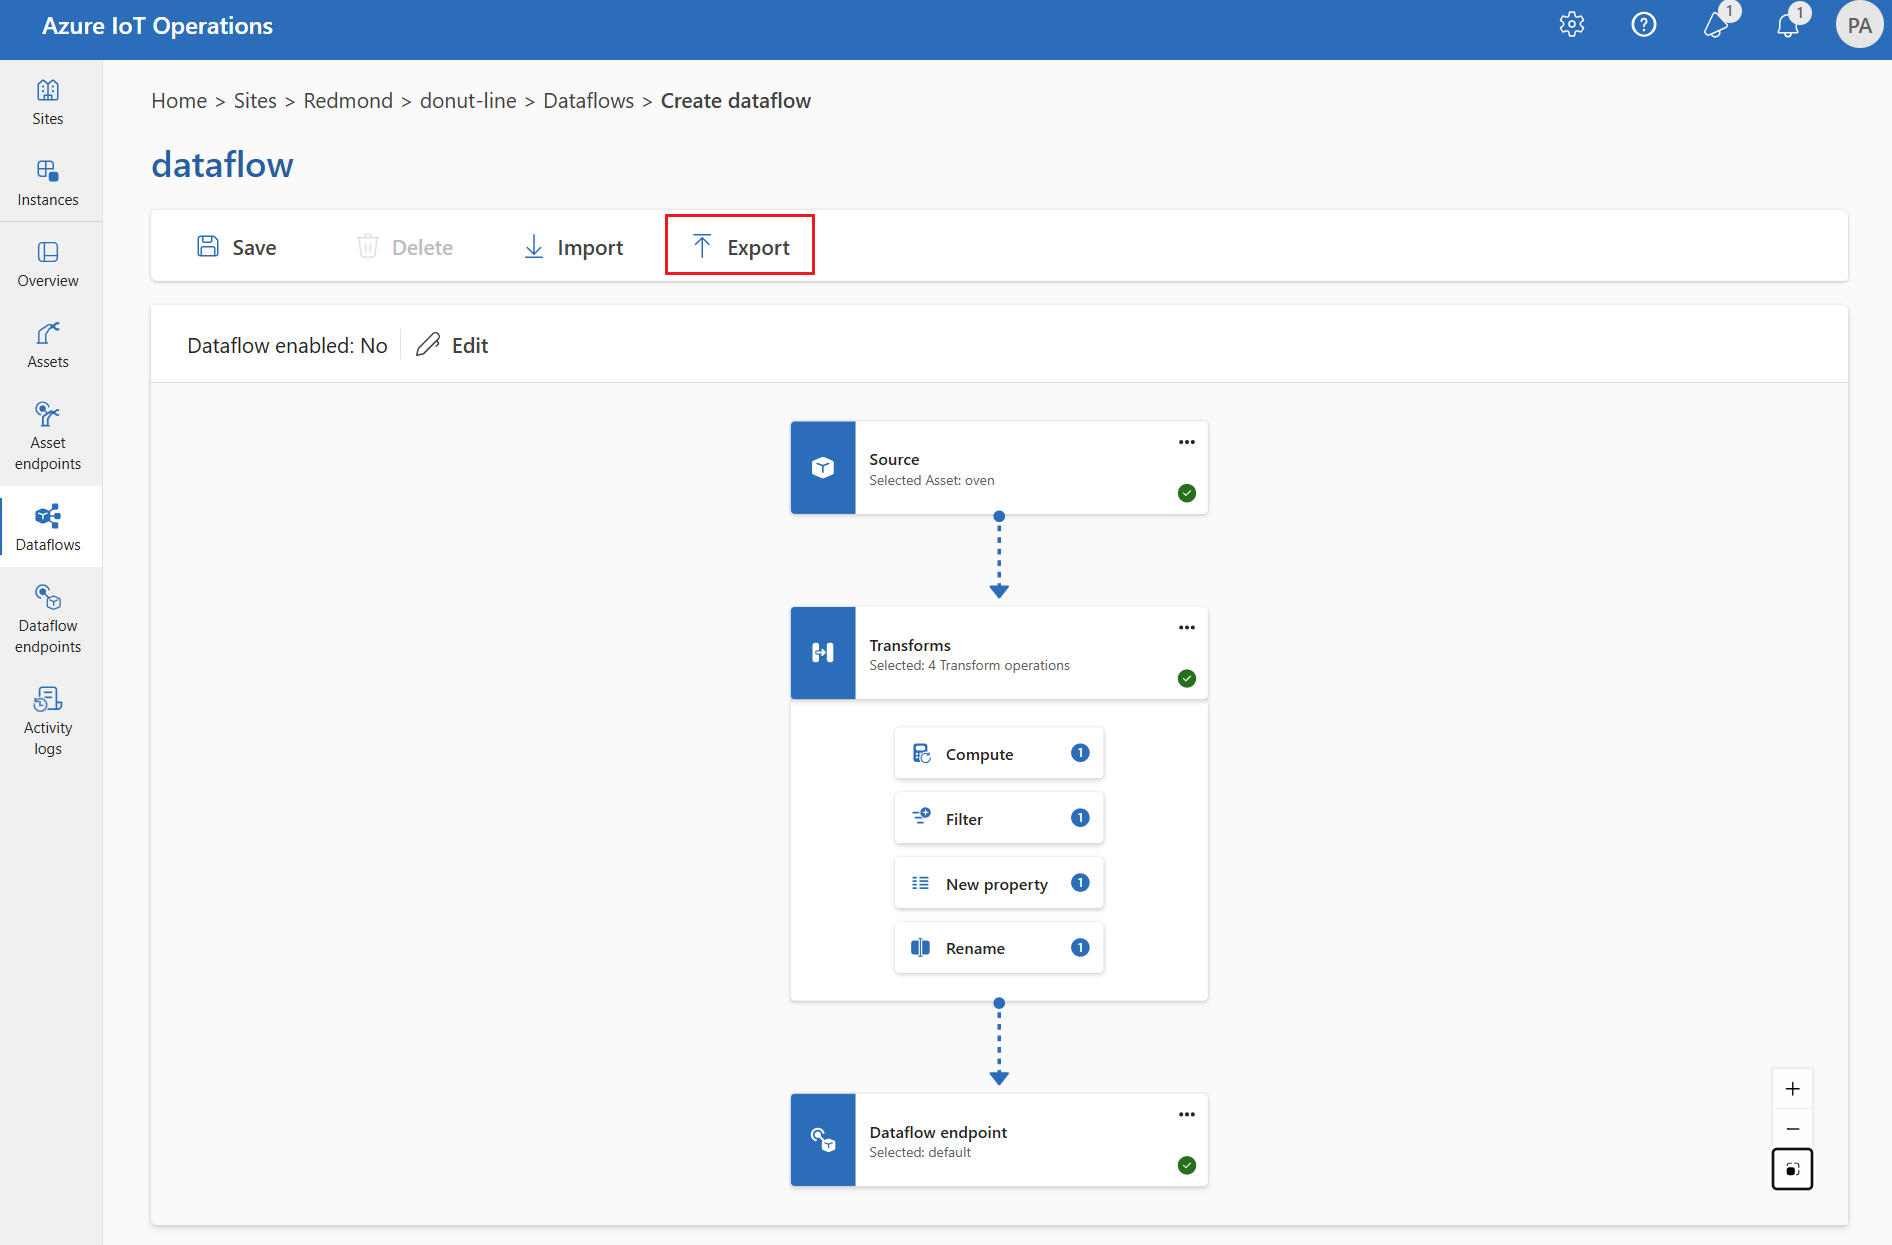 Azure IoT Operations
1
1
PA
Sites
Instances
Overview
Assets
Asset
endpoints
Dataflows
Dataflow
endpoints
Activity
logs
Home > Sites > Redmond > donut-line > Dataflows > Create dataflow
dataflow
Save
Delete
Import
Export
Dataflow enabled: No
Edit
Source
Selected Asset: oven
Transforms
Selected: 4 Transform operations
Compute 1
Filter 1
New property 1
Rename 1
Dataflow endpoint
Selected: default